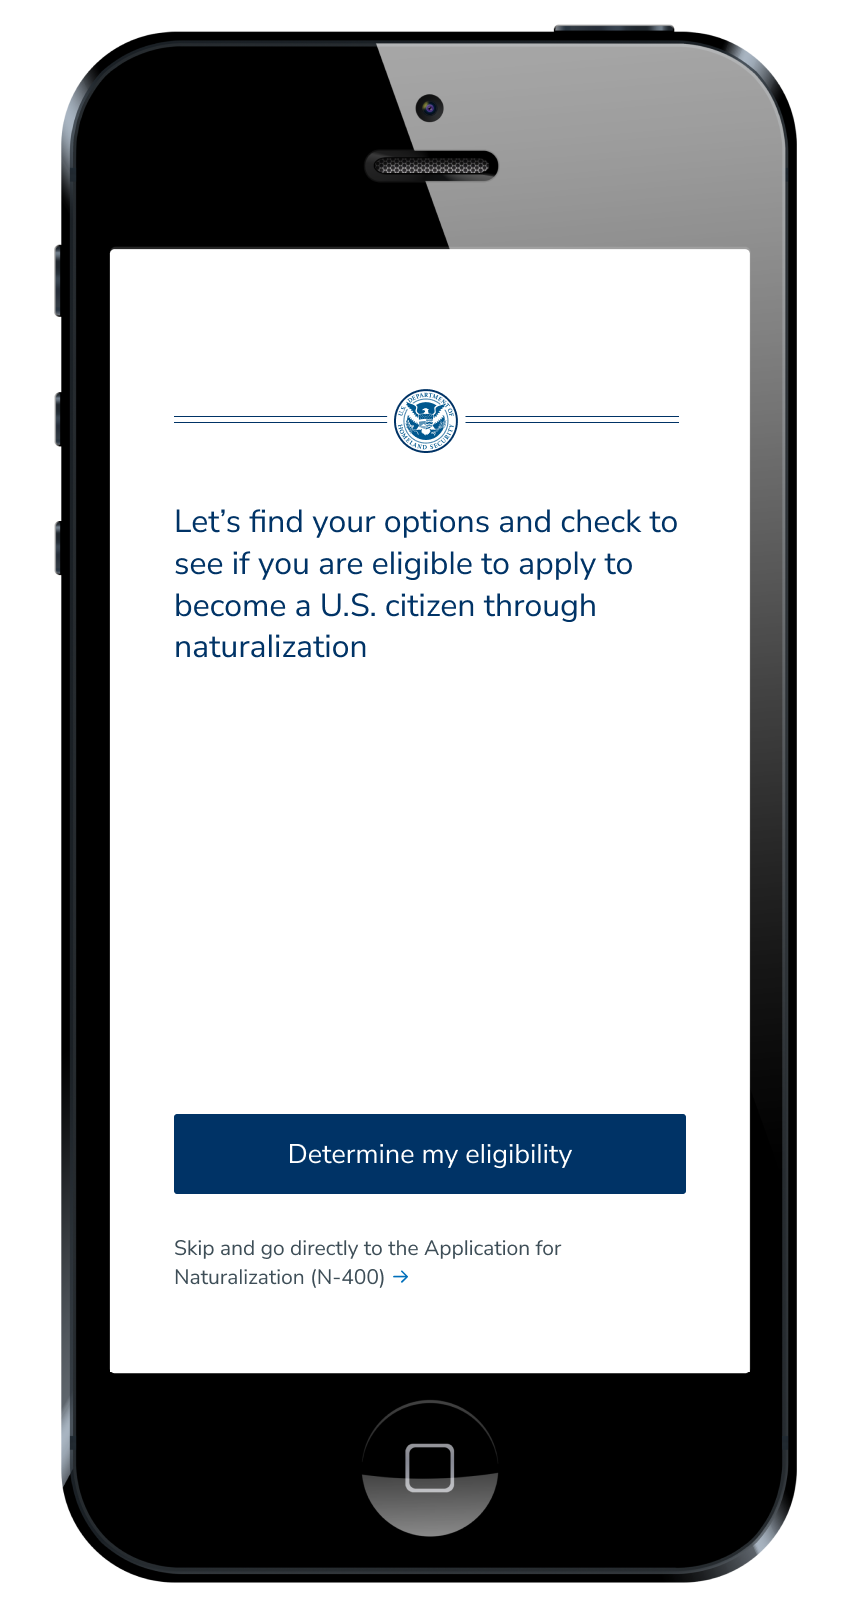 U.S. DEPARTMENT OF
HOMELAND SECURITY
Let’s find your options and check to
see if you are eligible to apply to
become a U.S. citizen through
naturalization
Determine my eligibility
Skip and go directly to the Application for
Naturalization (N-400) →